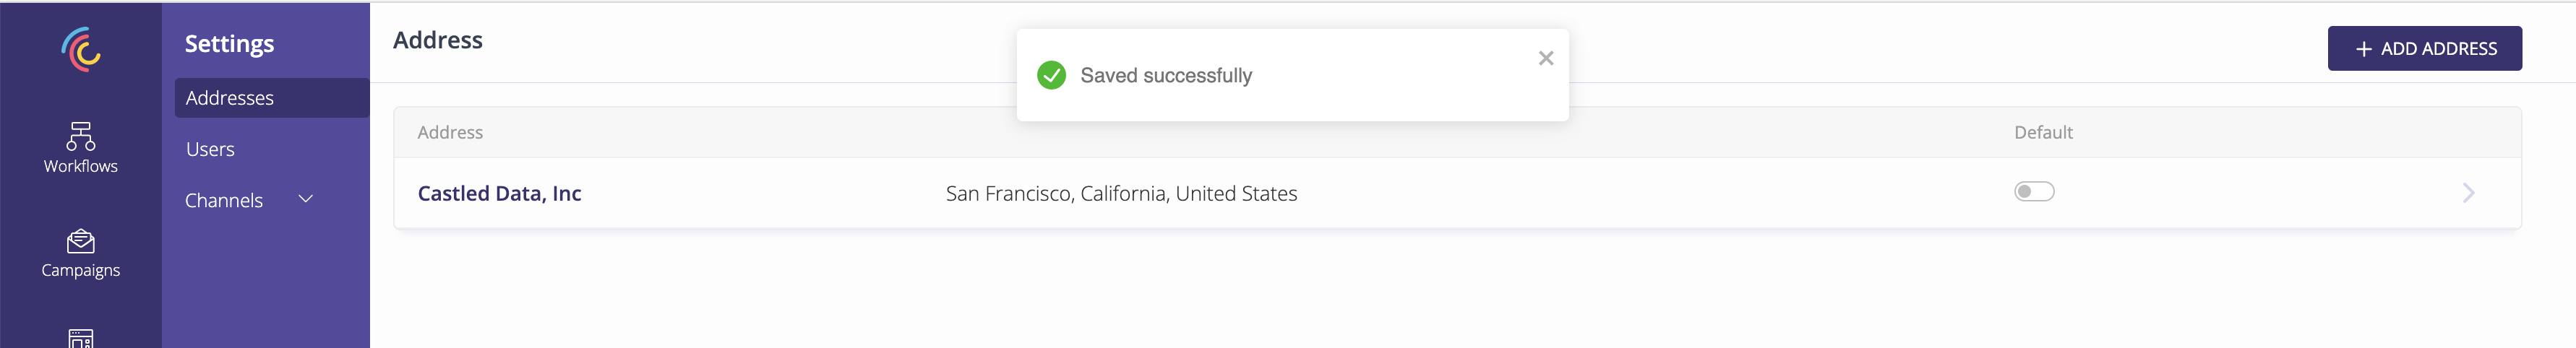 Settings
Addresses
Users
Channels
Workflows
Campaigns
Address
Saved successfully
ADD ADDRESS
Address Default
Castled Data, Inc San Francisco, California, United States